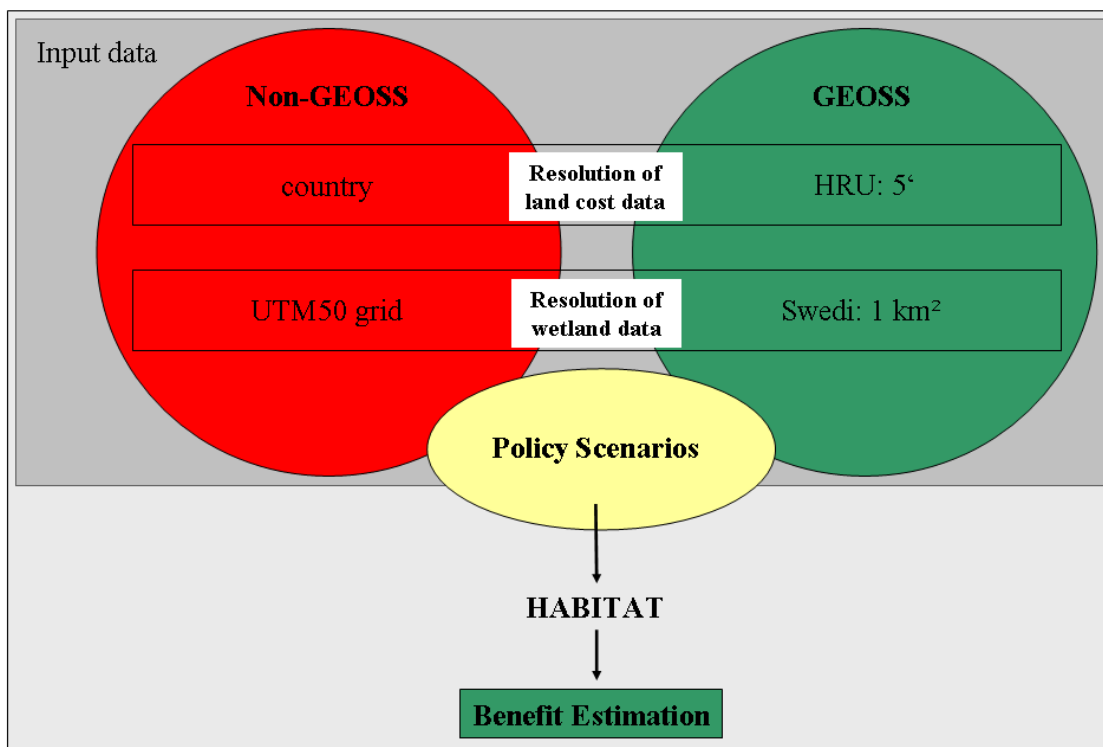 Input data
Non-GEOSS
GEOSS
country
Resolution of
land cost data
HRU: 5‘
UTM50 grid
Resolution of
wetland data
Swedi: 1 km²
Policy Scenarios
HABITAT
Benefit Estimation